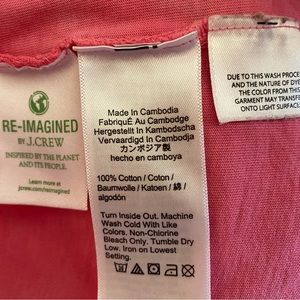 RE-IMAGINED
BY J.CREW
INSPIRED BY THE PLANET
AND ITS PEOPLE.
Learn more at
jcrew.com/reimagined
Made In Cambodia
FabriquÉ Au Cambodge
Hergestellt In Kambodscha
Vervaardigd In Cambodja
カンボジア製
hecho en camboya
100% Cotton / Coton /
Baumwolle / Katoen / 綿 /
algodón
Turn Inside Out. Machine
Wash Cold With Like
Colors. Non-Chlorine
Bleach Only. Tumble Dry
Low. Iron on Lowest
Setting.
DUE TO THIS WASH PROCE
AND THE NATURE OF DYE
THE COLOR FROM THIS
GARMENT MAY TRANSFER
ONTO LIGHT SURFACES